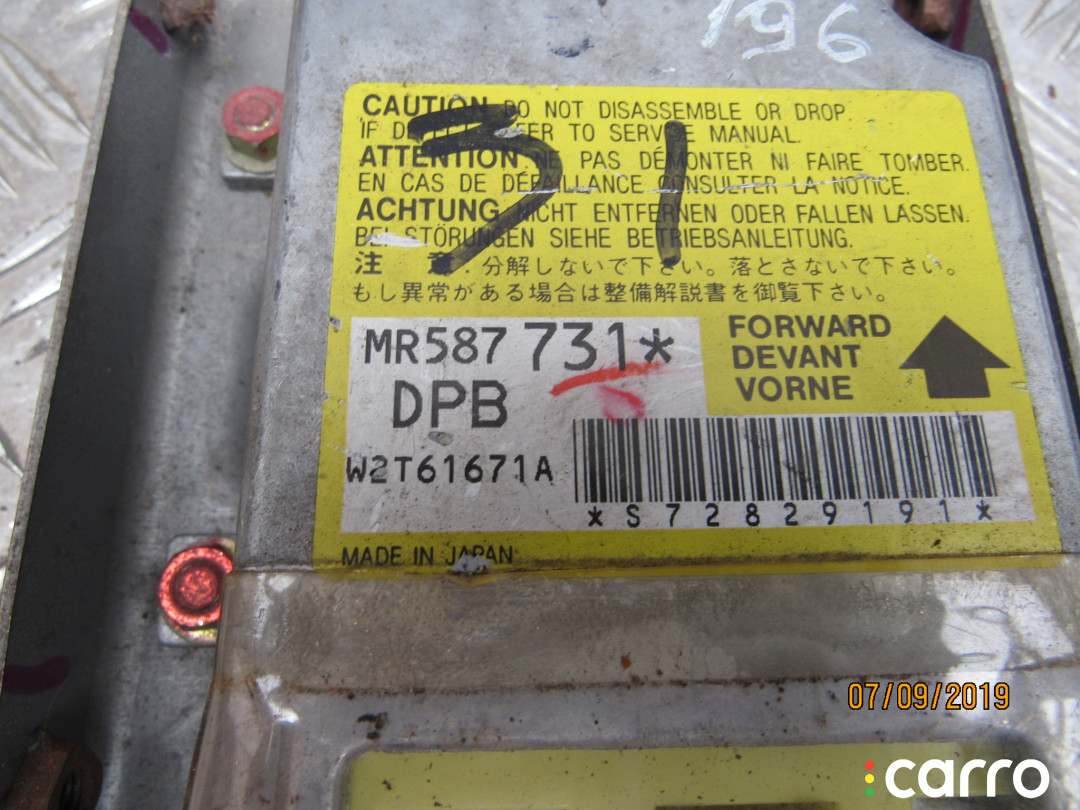 196
CAUTION DO NOT DISASSEMBLE OR DROP.
IF DEFECT, REFER TO SERVICE MANUAL.
ATTENTION NE PAS DÉMONTER NI FAIRE TOMBER.
EN CAS DE DÉFAILLANCE CONSULTER LA NOTICE.
ACHTUNG NICHT ENTFERNEN ODER FALLEN LASSEN.
BEI STÖRUNGEN SIEHE BETRIEBSANLEITUNG.
注 意 . 分解しないで下さい。落とさないで下さい。
もし異常がある場合は整備解説書を御覧下さい。
31
MR587 731*
DPB
W2T61671A
FORWARD
DEVANT
VORNE
*S72829191*
MADE IN JAPAN
07/09/2019
carro